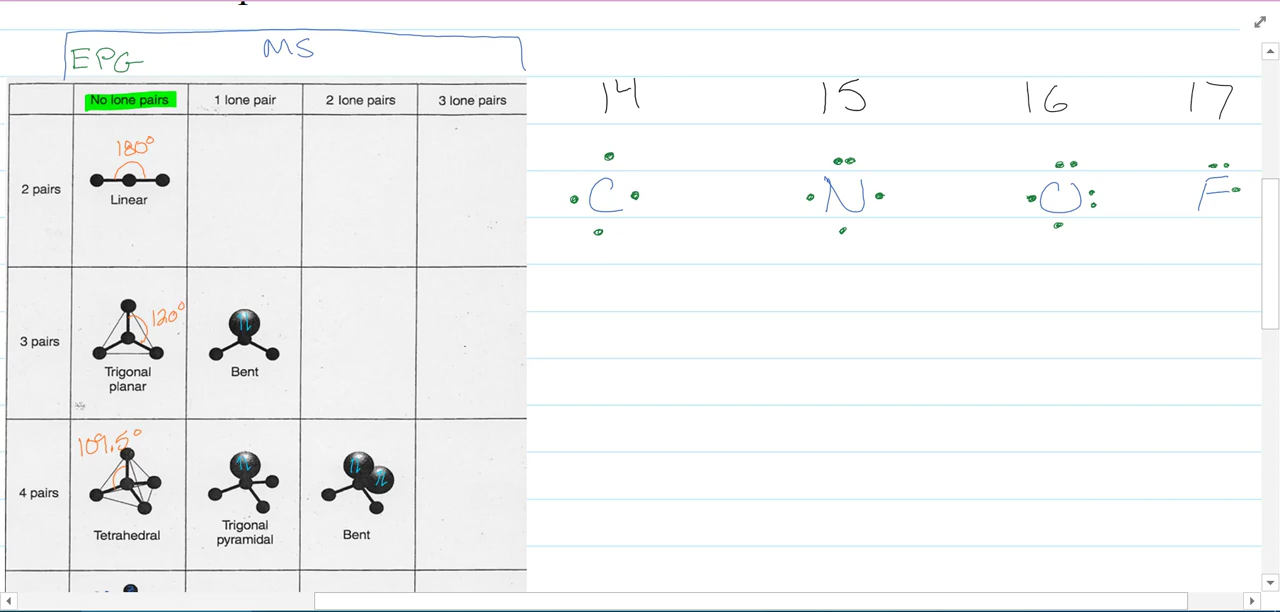 EPG MS
No lone pairs 1 lone pair 2 lone pairs 3 lone pairs
14 15 16 17
180°
2 pairs
Linear
C N O F
120°
3 pairs
Trigonal
planar
Bent
109.5°
4 pairs
Tetrahedral
Trigonal
pyramidal
Bent